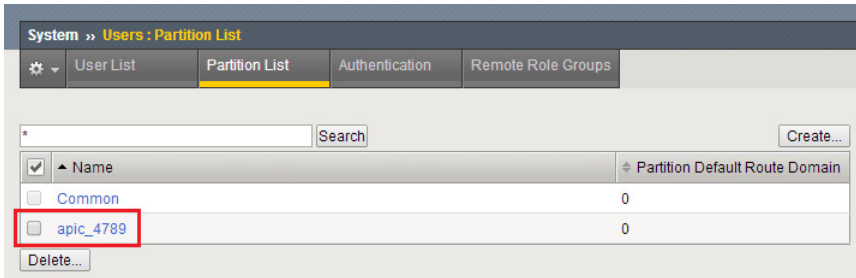 System » Users : Partition List
User List Partition List Authentication Remote Role Groups
* Search Create...
Name Partition Default Route Domain
Common 0
apic_4789 0
Delete...